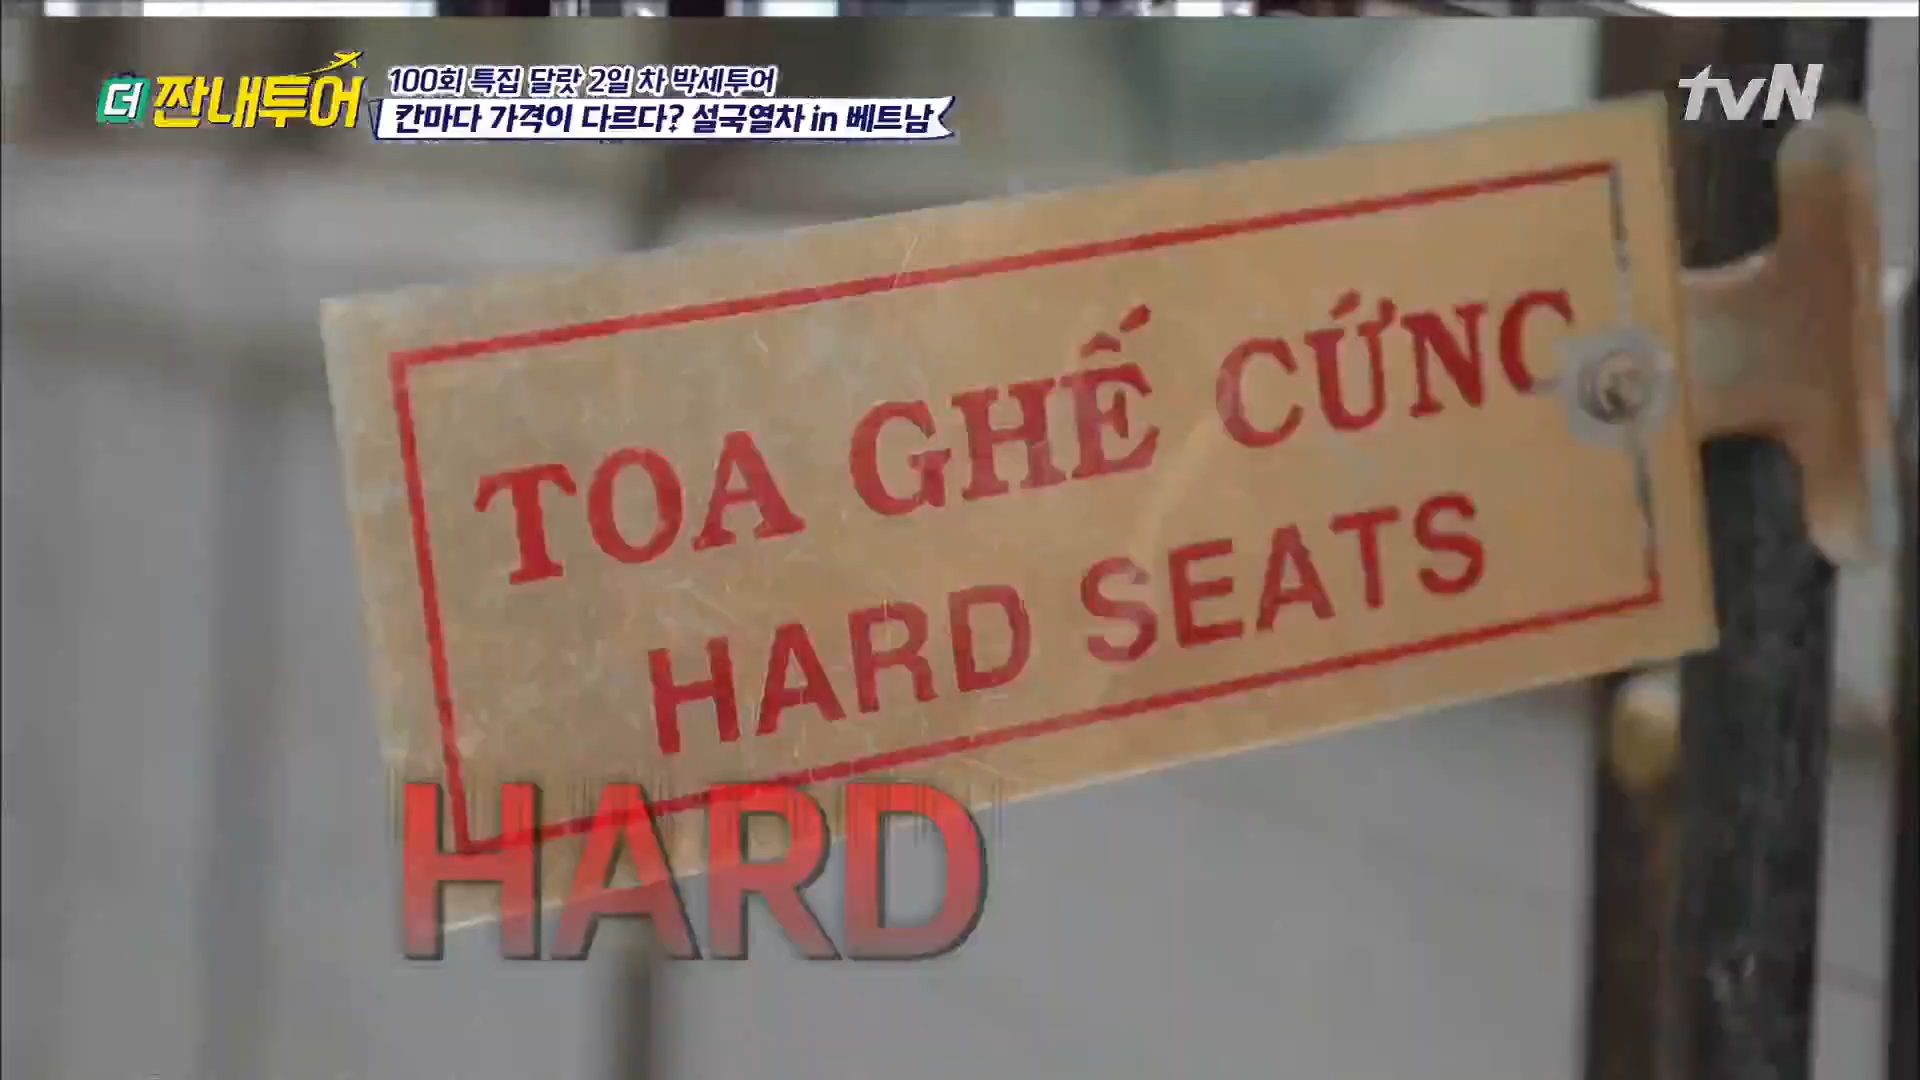 더 짠내투어
100회 특집 달랏 2일 차 박세투어
칸마다 가격이 다르다? 설국열차 in 베트남
tvN
TOA GHẾ CỨNG
HARD SEATS
HARD